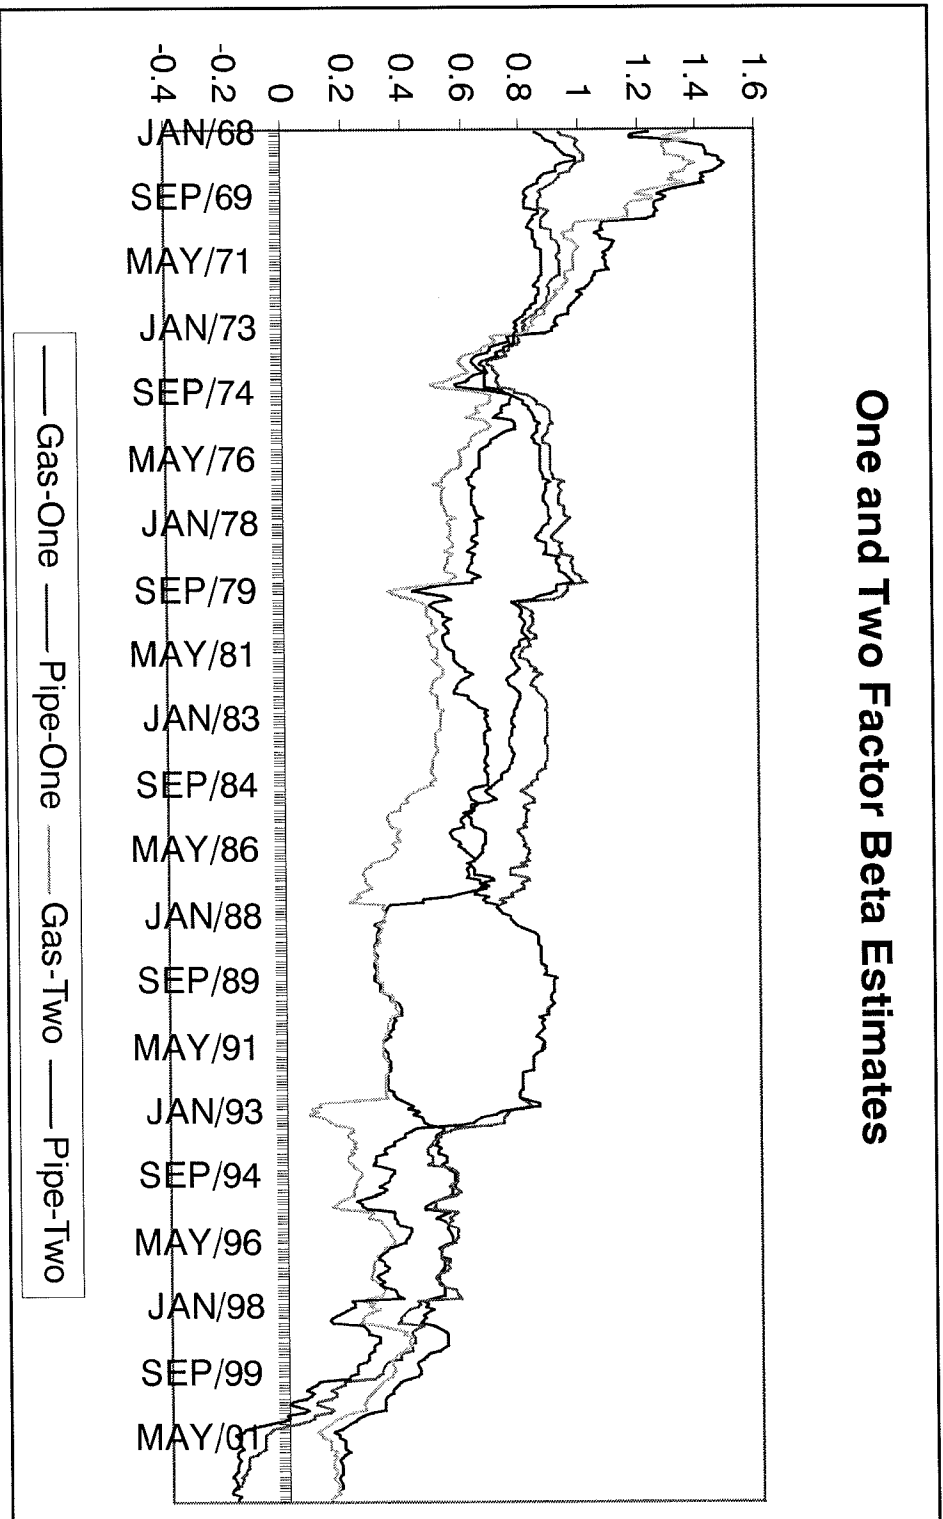 One and Two Factor Beta Estimates
1.6
1.4
1.2
1
0.8
0.6
0.4
0.2
0
-0.2
-0.4
JAN/68
SEP/69
MAY/71
JAN/73
SEP/74
MAY/76
JAN/78
SEP/79
MAY/81
JAN/83
SEP/84
MAY/86
JAN/88
SEP/89
MAY/91
JAN/93
SEP/94
MAY/96
JAN/98
SEP/99
MAY/01
Gas-One Pipe-One Gas-Two Pipe-Two